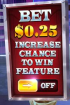 BET
$0.25
INCREASE
CHANCE
TO WIN
FEATURE
OFF